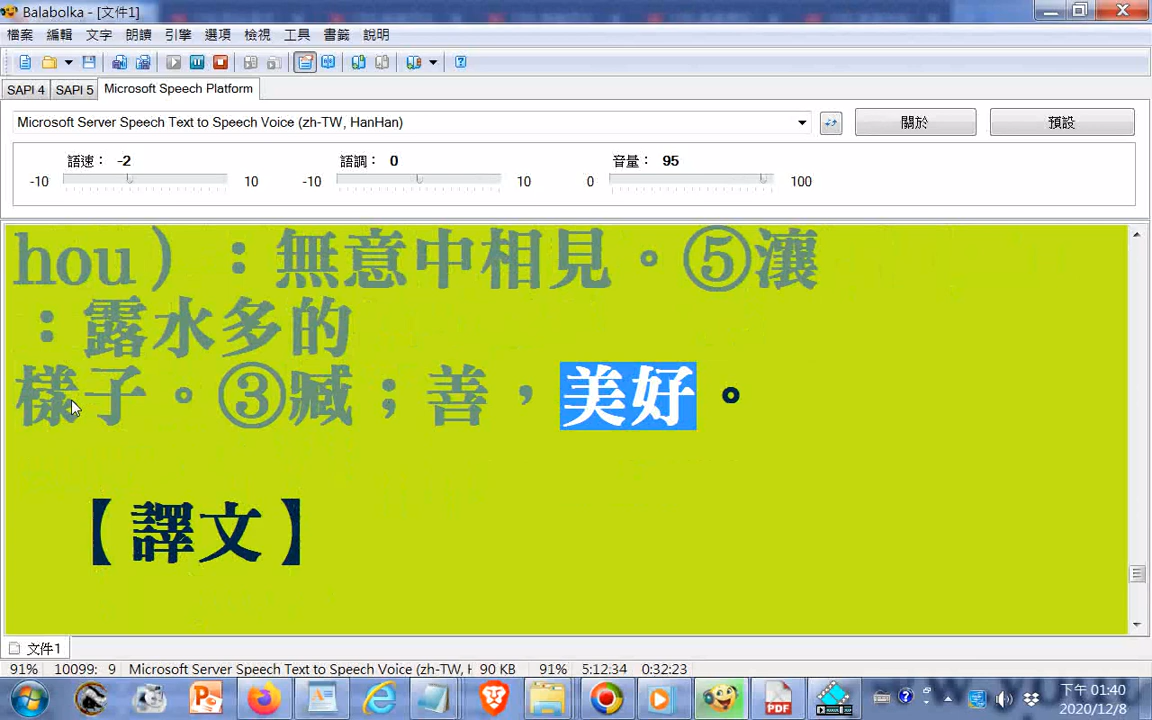 Balabolka - [文件1]
檔案 編輯 文字 朗讀 引擎 選項 檢視 工具 書籤 說明
SAPI 4 SAPI 5 Microsoft Speech Platform
Microsoft Server Speech Text to Speech Voice (zh-TW, HanHan) 關於 預設
語速： -2 語調： 0 音量： 95
-10 10 -10 10 0 100
hou）：無意中相見。⑤瀼
：露水多的
樣子。③臧；善，美好。
【譯文】
文件1
91% 10099: 9 Microsoft Server Speech Text to Speech Voice (zh-TW, H 90 KB 91% 5:12:34 0:32:23
PDF
下午 01:40
2020/12/8